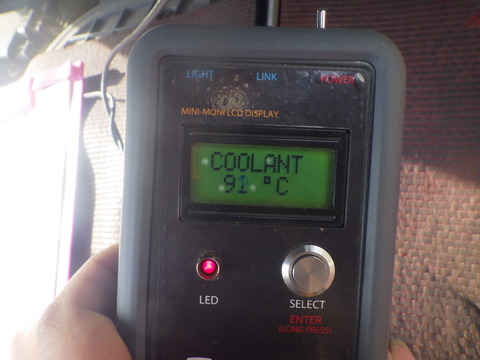 LIGHT LINK POWER
MINI-MONI LCD DISPLAY
COOLANT
91 °C
LED
SELECT
ENTER
(LONG PRESS)